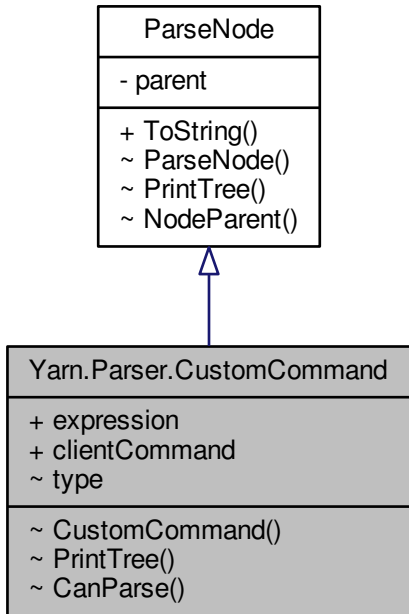 ParseNode
- parent
+ ToString()
~ ParseNode()
~ PrintTree()
~ NodeParent()
Yarn.Parser.CustomCommand
+ expression
+ clientCommand
~ type
~ CustomCommand()
~ PrintTree()
~ CanParse()